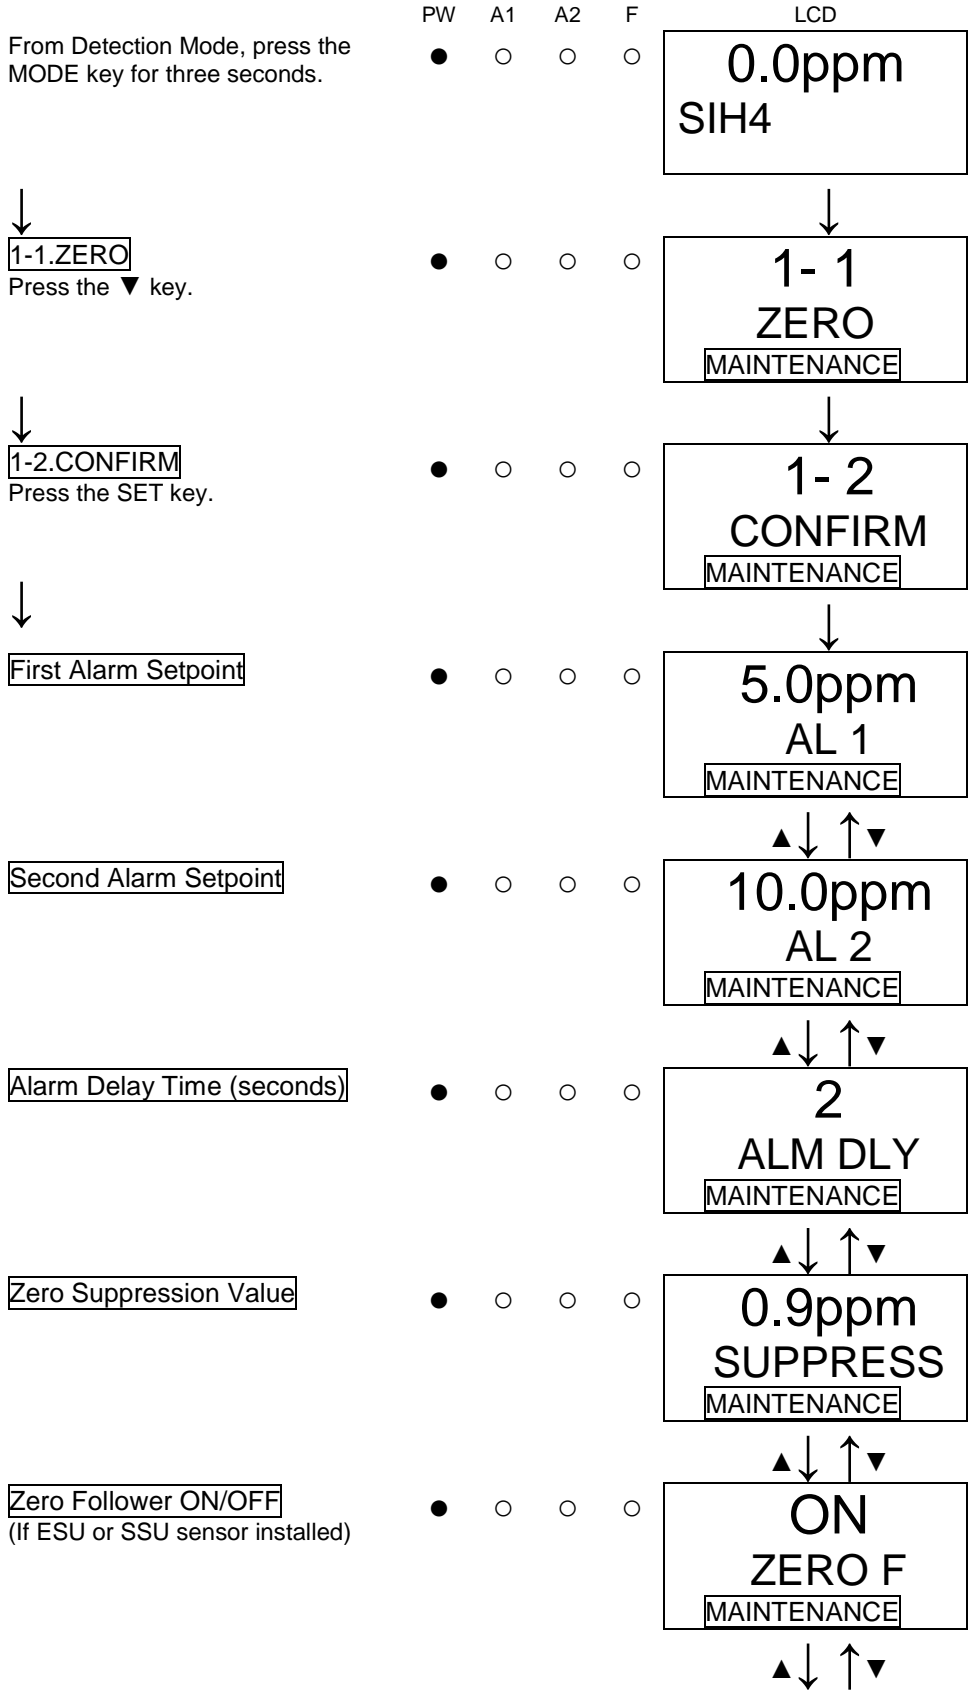 PW A1 A2 F LCD
From Detection Mode, press the
MODE key for three seconds.
● ○ ○ ○
0.0ppm
SIH4
↓ ↓
1-1.ZERO
Press the ▼ key.
● ○ ○ ○
1- 1
ZERO
MAINTENANCE
↓ ↓
1-2.CONFIRM
Press the SET key.
● ○ ○ ○
1- 2
CONFIRM
MAINTENANCE
↓ ↓
First Alarm Setpoint
● ○ ○ ○
5.0ppm
AL 1
MAINTENANCE
▲↓ ↑▼
Second Alarm Setpoint
● ○ ○ ○
10.0ppm
AL 2
MAINTENANCE
▲↓ ↑▼
Alarm Delay Time (seconds)
● ○ ○ ○
2
ALM DLY
MAINTENANCE
▲↓ ↑▼
Zero Suppression Value
● ○ ○ ○
0.9ppm
SUPPRESS
MAINTENANCE
▲↓ ↑▼
Zero Follower ON/OFF
(If ESU or SSU sensor installed)
● ○ ○ ○
ON
ZERO F
MAINTENANCE
▲↓ ↑▼